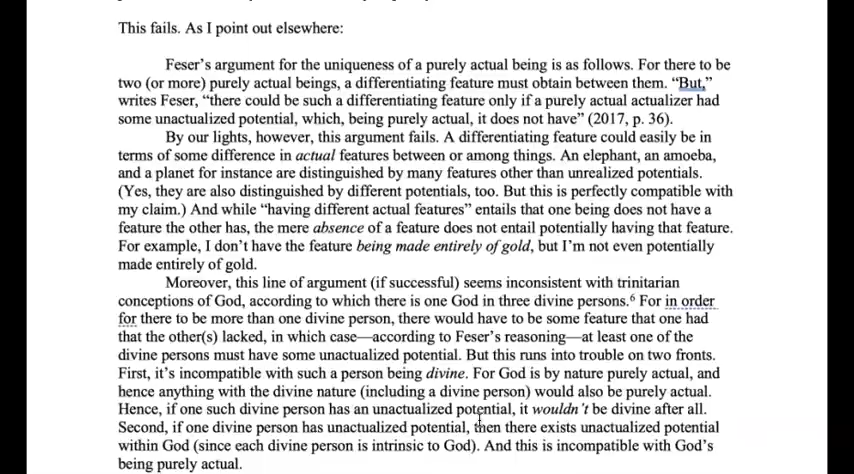 This fails. As I point out elsewhere:
Feser's argument for the uniqueness of a purely actual being is as follows. For there to be
two (or more) purely actual beings, a differentiating feature must obtain between them. “But,”
writes Feser, “there could be such a differentiating feature only if a purely actual actualizer had
some unactualized potential, which, being purely actual, it does not have” (2017, p. 36).
By our lights, however, this argument fails. A differentiating feature could easily be in
terms of some difference in actual features between or among things. An elephant, an amoeba,
and a planet for instance are distinguished by many features other than unrealized potentials.
(Yes, they are also distinguished by different potentials, too. But this is perfectly compatible with
my claim.) And while “having different actual features” entails that one being does not have a
feature the other has, the mere absence of a feature does not entail potentially having that feature.
For example, I don't have the feature being made entirely of gold, but I'm not even potentially
made entirely of gold.
Moreover, this line of argument (if successful) seems inconsistent with trinitarian
conceptions of God, according to which there is one God in three divine persons.⁶ For in order
for there to be more than one divine person, there would have to be some feature that one had
that the other(s) lacked, in which case—according to Feser's reasoning—at least one of the
divine persons must have some unactualized potential. But this runs into trouble on two fronts.
First, it's incompatible with such a person being divine. For God is by nature purely actual, and
hence anything with the divine nature (including a divine person) would also be purely actual.
Hence, if one such divine person has an unactualized potential, it wouldn't be divine after all.
Second, if one divine person has unactualized potential, then there exists unactualized potential
within God (since each divine person is intrinsic to God). And this is incompatible with God's
being purely actual.